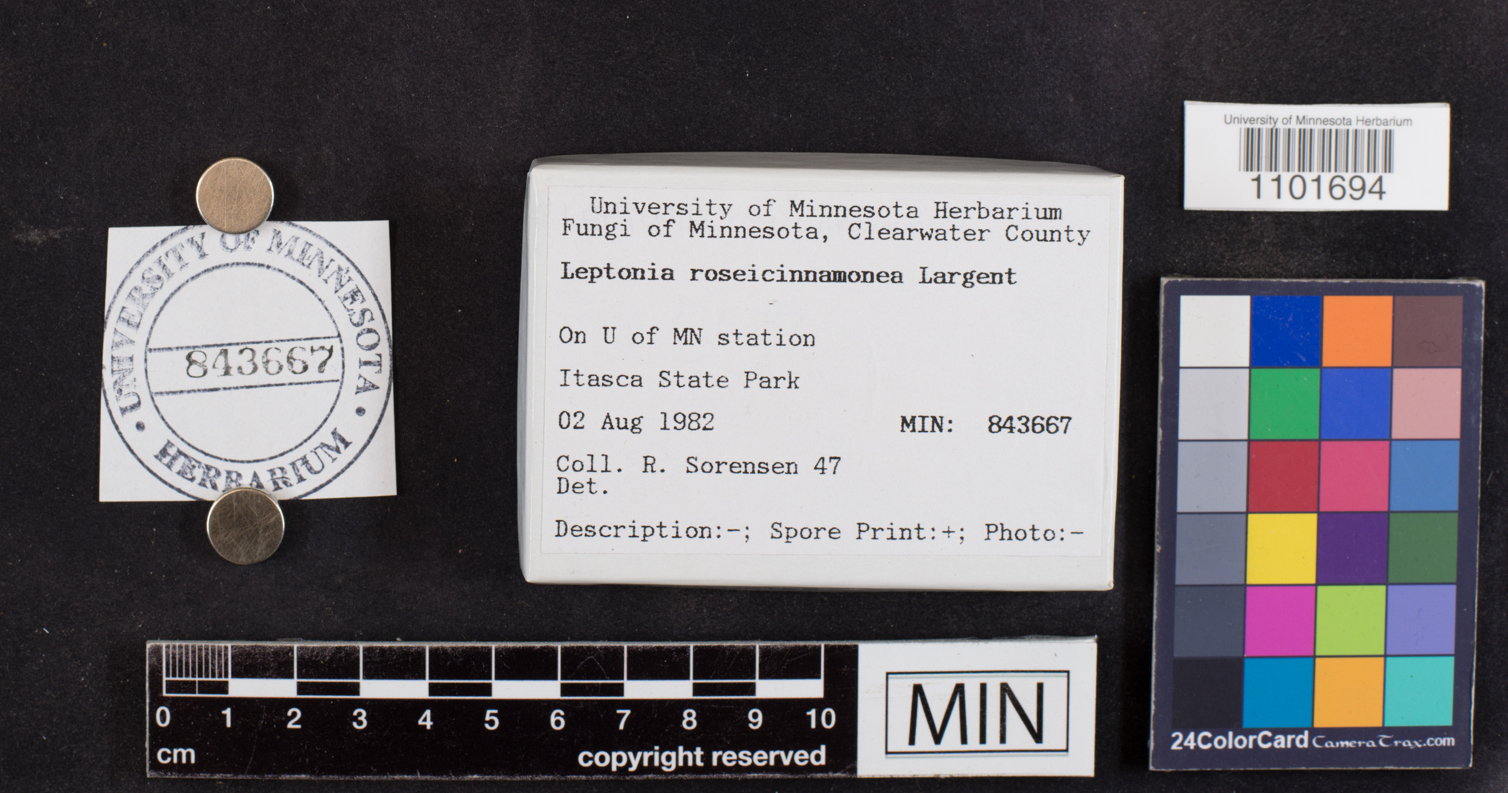 UNIVERSITY OF MINNESOTA
843667
• HERBARIUM •
University of Minnesota Herbarium
Fungi of Minnesota, Clearwater County
Leptonia roseicinnamonea Largent
On U of MN station
Itasca State Park
02 Aug 1982 MIN: 843667
Coll. R. Sorensen 47
Det.
Description:-; Spore Print:+; Photo:-
University of Minnesota Herbarium
1101694
24ColorCard CameraTrax.com
0 1 2 3 4 5 6 7 8 9 10
cm copyright reserved
MIN